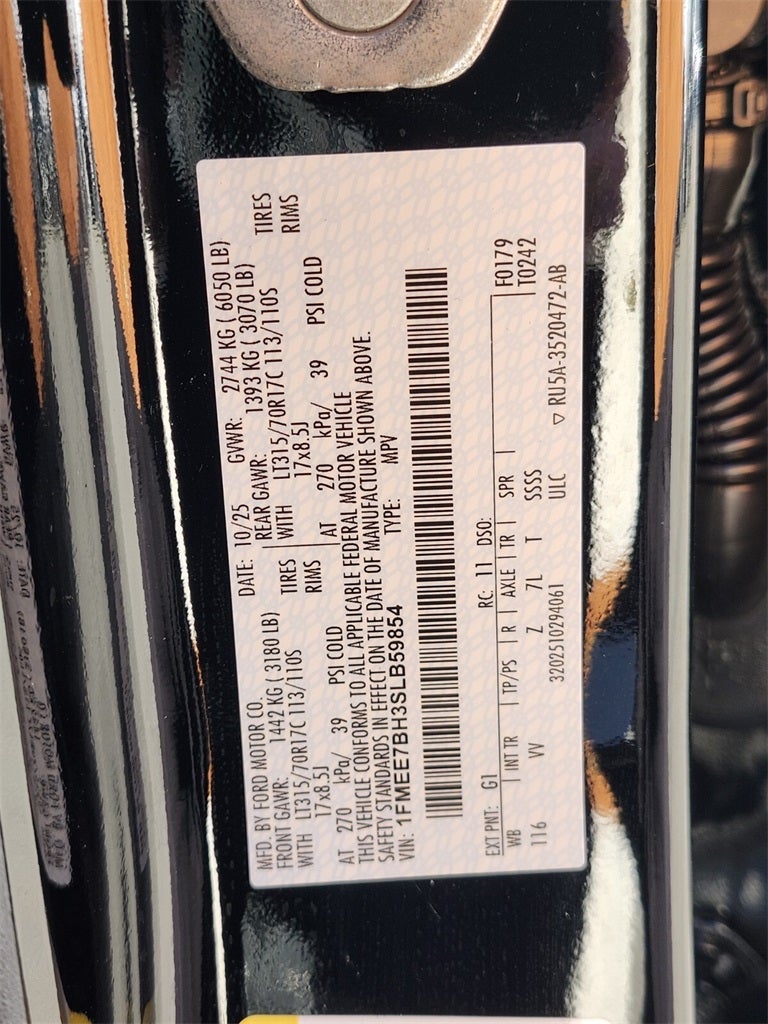 MFD. BY FORD MOTOR CO.
DATE: 10/25 GVWR: 2744 KG ( 6050 LB)
FRONT GAWR: 1442 KG ( 3180 LB) REAR GAWR: 1393 KG ( 3070 LB)
WITH LT315/70R17C 113/110S TIRES WITH LT315/70R17C 113/110S TIRES
17x8.5J RIMS 17x8.5J RIMS
AT 270 kPa/ 39 PSI COLD AT 270 kPa/ 39 PSI COLD
THIS VEHICLE CONFORMS TO ALL APPLICABLE FEDERAL MOTOR VEHICLE
SAFETY STANDARDS IN EFFECT ON THE DATE OF MANUFACTURE SHOWN ABOVE.
VIN: 1FMEE7BH3SLB59854 TYPE: MPV
EXT PNT: G1 RC: 11 DSO: F0179
WB INT TR TP/PS R AXLE TR SPR T0242
116 VV Z 7L T SSSS
3202510294061 ULC ▽ RU5A-3520472-AB